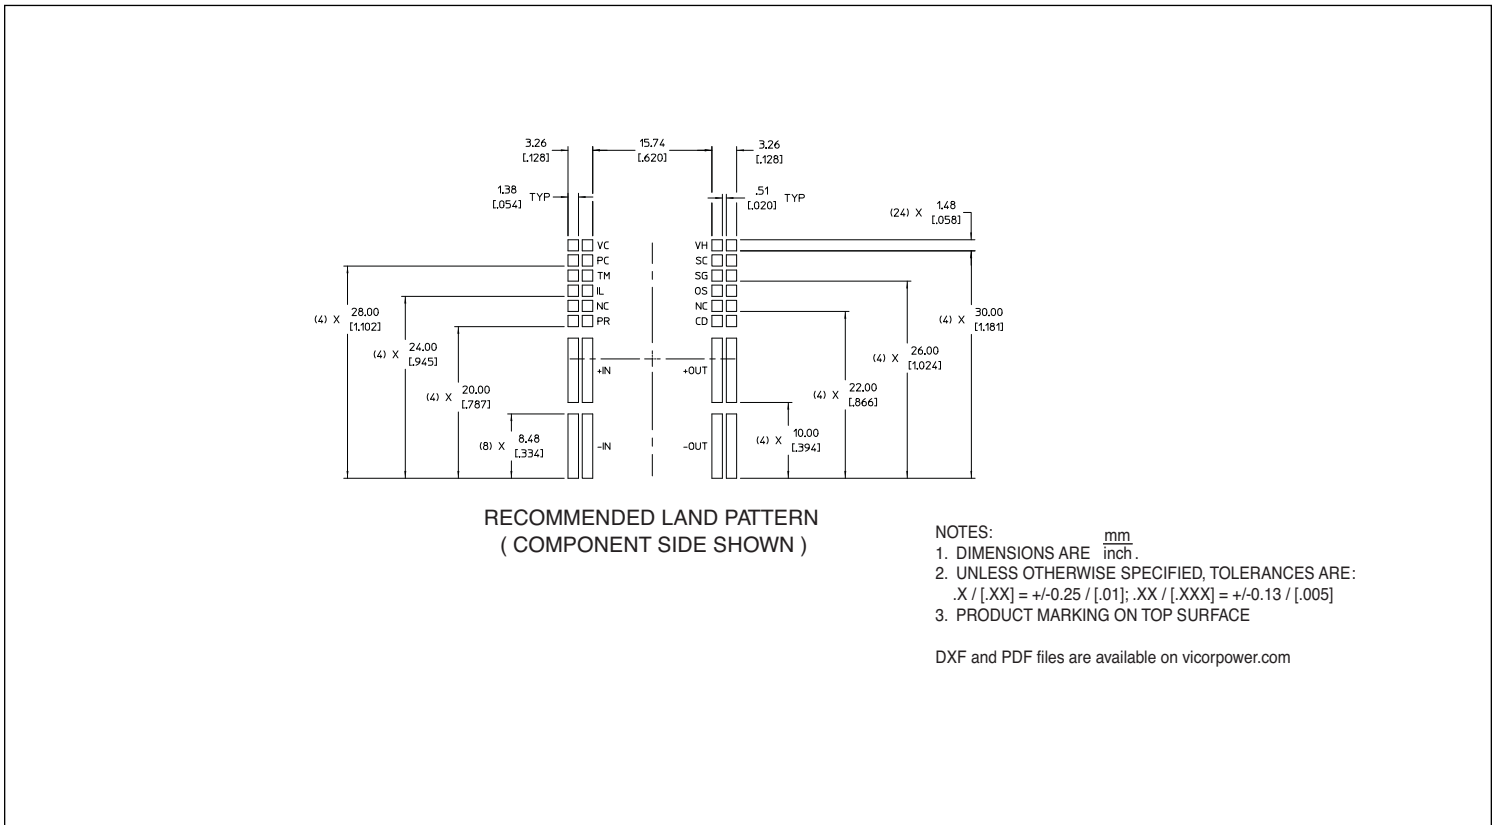 3.26
[.128]
15.74
[.620]
3.26
[.128]
1.38
[.054]
TYP
.51
[.020]
TYP
(24) X 1.48
[.058]
VC
VH
PC
SC
TM
SG
IL
OS
NC
NC
PR
CD
(4) X 28.00
[1.102]
(4) X 24.00
[.945]
(4) X 20.00
[.787]
(8) X 8.48
[.334]
(4) X 30.00
[1.181]
(4) X 26.00
[1.024]
(4) X 22.00
[.866]
(4) X 10.00
[.394]
+IN
+OUT
-IN
-OUT
RECOMMENDED LAND PATTERN
( COMPONENT SIDE SHOWN )
NOTES:
1. DIMENSIONS ARE mm
inch .
2. UNLESS OTHERWISE SPECIFIED, TOLERANCES ARE:
.X / [.XX] = +/-0.25 / [.01]; .XX / [.XXX] = +/-0.13 / [.005]
3. PRODUCT MARKING ON TOP SURFACE
DXF and PDF files are available on vicorpower.com